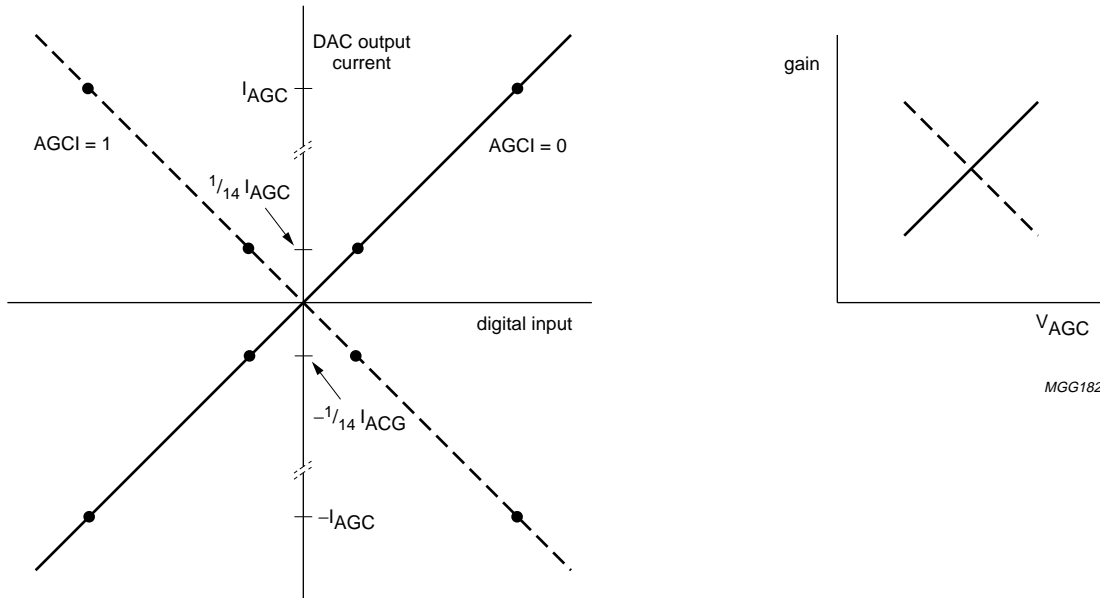 DAC output
current
I_AGC
AGCI = 1
AGCI = 0
1/14 I_AGC
digital input
–1/14 I_ACG
–I_AGC
gain
V_AGC
MGG182